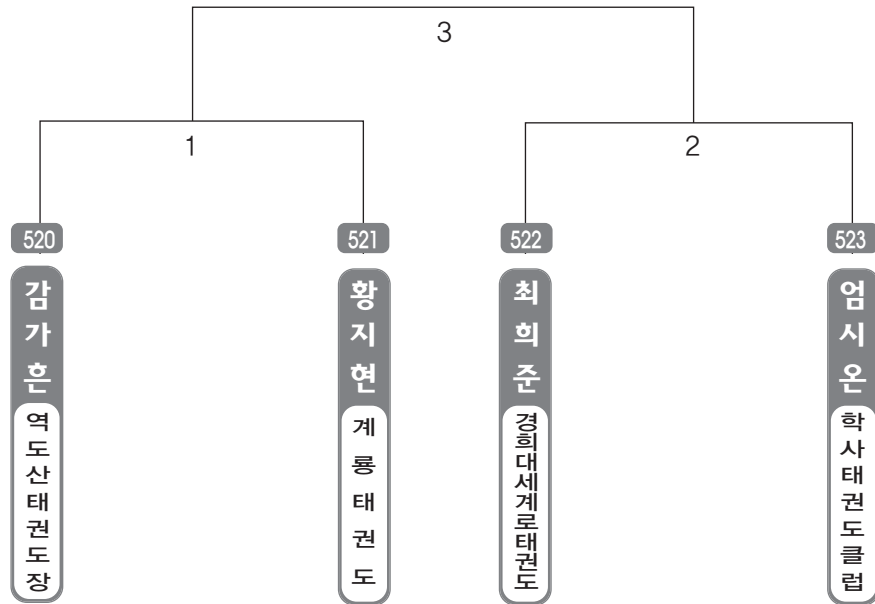 3
1
2
520
감가흔
역도산태권도장
521
황지현
계룡태권도
522
최희준
경희대세계로태권도
523
엄시온
학사태권도클럽